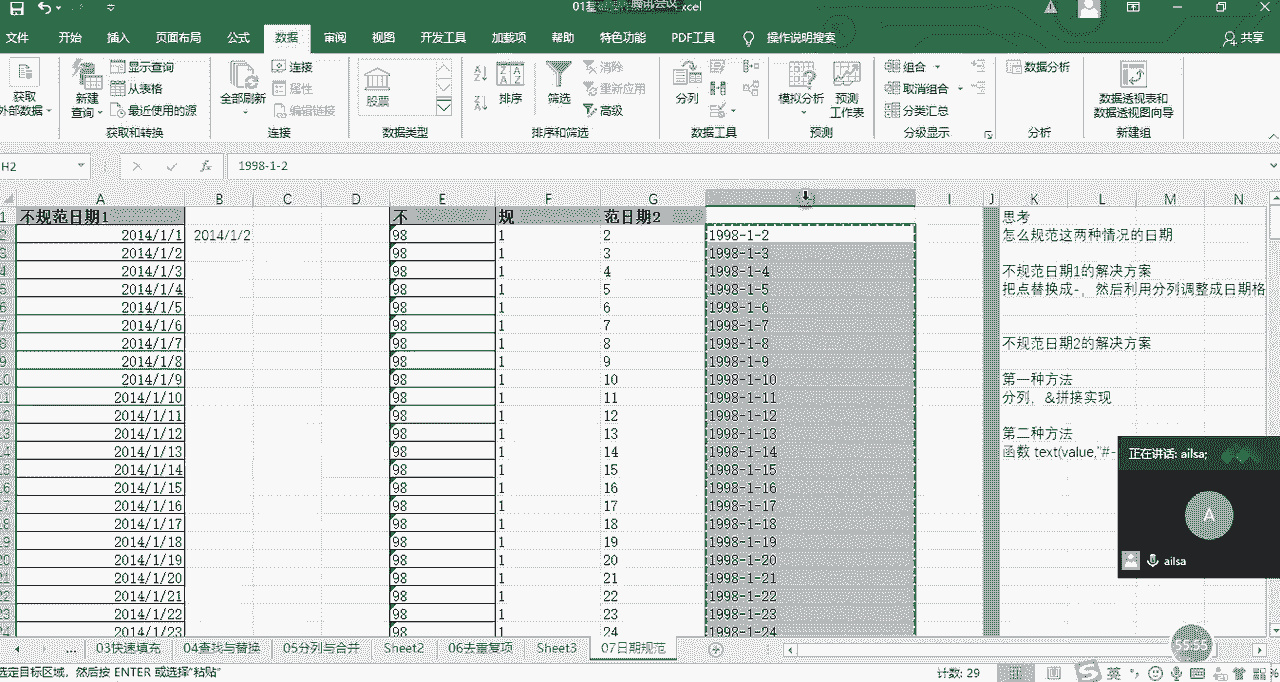 文件 开始 插入 页面布局 公式 数据 审阅 视图 开发工具 加载项 帮助 特色功能 PDF工具 操作说明搜索 共享
获取
外部数据
新建
查询
显示查询
从表格
最近使用的源
获取和转换
全部刷新
连接
属性
编辑链接
连接
股票
数据类型
排序
筛选
清除
重新应用
高级
排序和筛选
分列
数据工具
模拟分析
预测
工作表
预测
组合
取消组合
分类汇总
分级显示
数据分析
分析
数据透视表和
数据透视图向导
新建组
H2 fx 1998-1-2
A B C D E F G I J K L M N
1 不规范日期1 不 规 范日期2 思考
2 2014/1/1 2014/1/2 98 1 2 1998-1-2 怎么规范这两种情况的日期
3 2014/1/2 98 1 3 1998-1-3
4 2014/1/3 98 1 4 1998-1-4 不规范日期1的解决方案
5 2014/1/4 98 1 5 1998-1-5 把点替换成-，然后利用分列调整成日期格
6 2014/1/5 98 1 6 1998-1-6
7 2014/1/6 98 1 7 1998-1-7
8 2014/1/7 98 1 8 1998-1-8 不规范日期2的解决方案
9 2014/1/8 98 1 9 1998-1-9
10 2014/1/9 98 1 10 1998-1-10 第一种方法
11 2014/1/10 98 1 11 1998-1-11 分列，&拼接实现
12 2014/1/11 98 1 12 1998-1-12
13 2014/1/12 98 1 13 1998-1-13 第二种方法
14 2014/1/13 98 1 14 1998-1-14 函数 text(value,"#-
15 2014/1/14 98 1 15 1998-1-15
16 2014/1/15 98 1 16 1998-1-16
17 2014/1/16 98 1 17 1998-1-17
18 2014/1/17 98 1 18 1998-1-18
19 2014/1/18 98 1 19 1998-1-19
20 2014/1/19 98 1 20 1998-1-20
21 2014/1/20 98 1 21 1998-1-21
22 2014/1/21 98 1 22 1998-1-22
23 2014/1/22 98 1 23 1998-1-23
24 2014/1/23 98 1 24 1998-1-24
正在讲话: ailsa;
A
ailsa
55:55
... 03快速填充 04查找与替换 05分列与合并 Sheet2 06去重复项 Sheet3 07日期规范
选定目标区域，然后按 ENTER 或选择"粘贴" 计数: 29 英